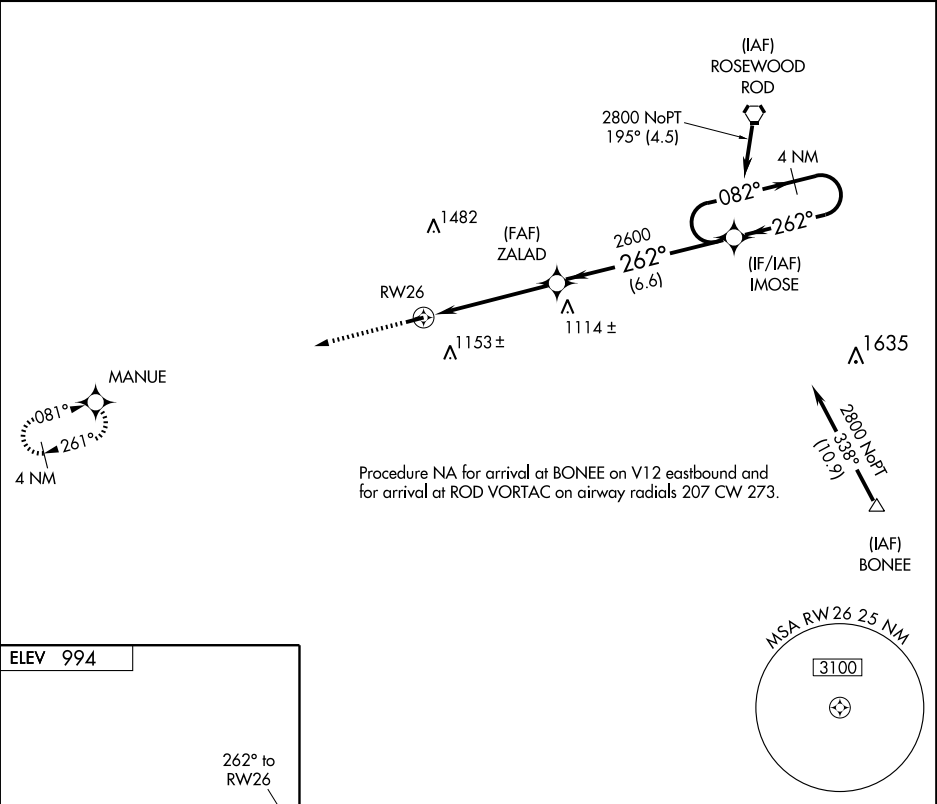 (IAF)
ROSEWOOD
ROD
2800 NoPT
195° (4.5)
4 NM
082°
262°
1482
(FAF)
ZALAD
2600
262°
(6.6)
(IF/IAF)
IMOSE
RW26
1153 ±
1114 ±
1635
MANUE
081°
261°
4 NM
2800 NoPT
338°
(10.9)
Procedure NA for arrival at BONEE on V12 eastbound and
for arrival at ROD VORTAC on airway radials 207 CW 273.
(IAF)
BONEE
MSA RW 26 25 NM
3100
ELEV 994
262° to
RW26